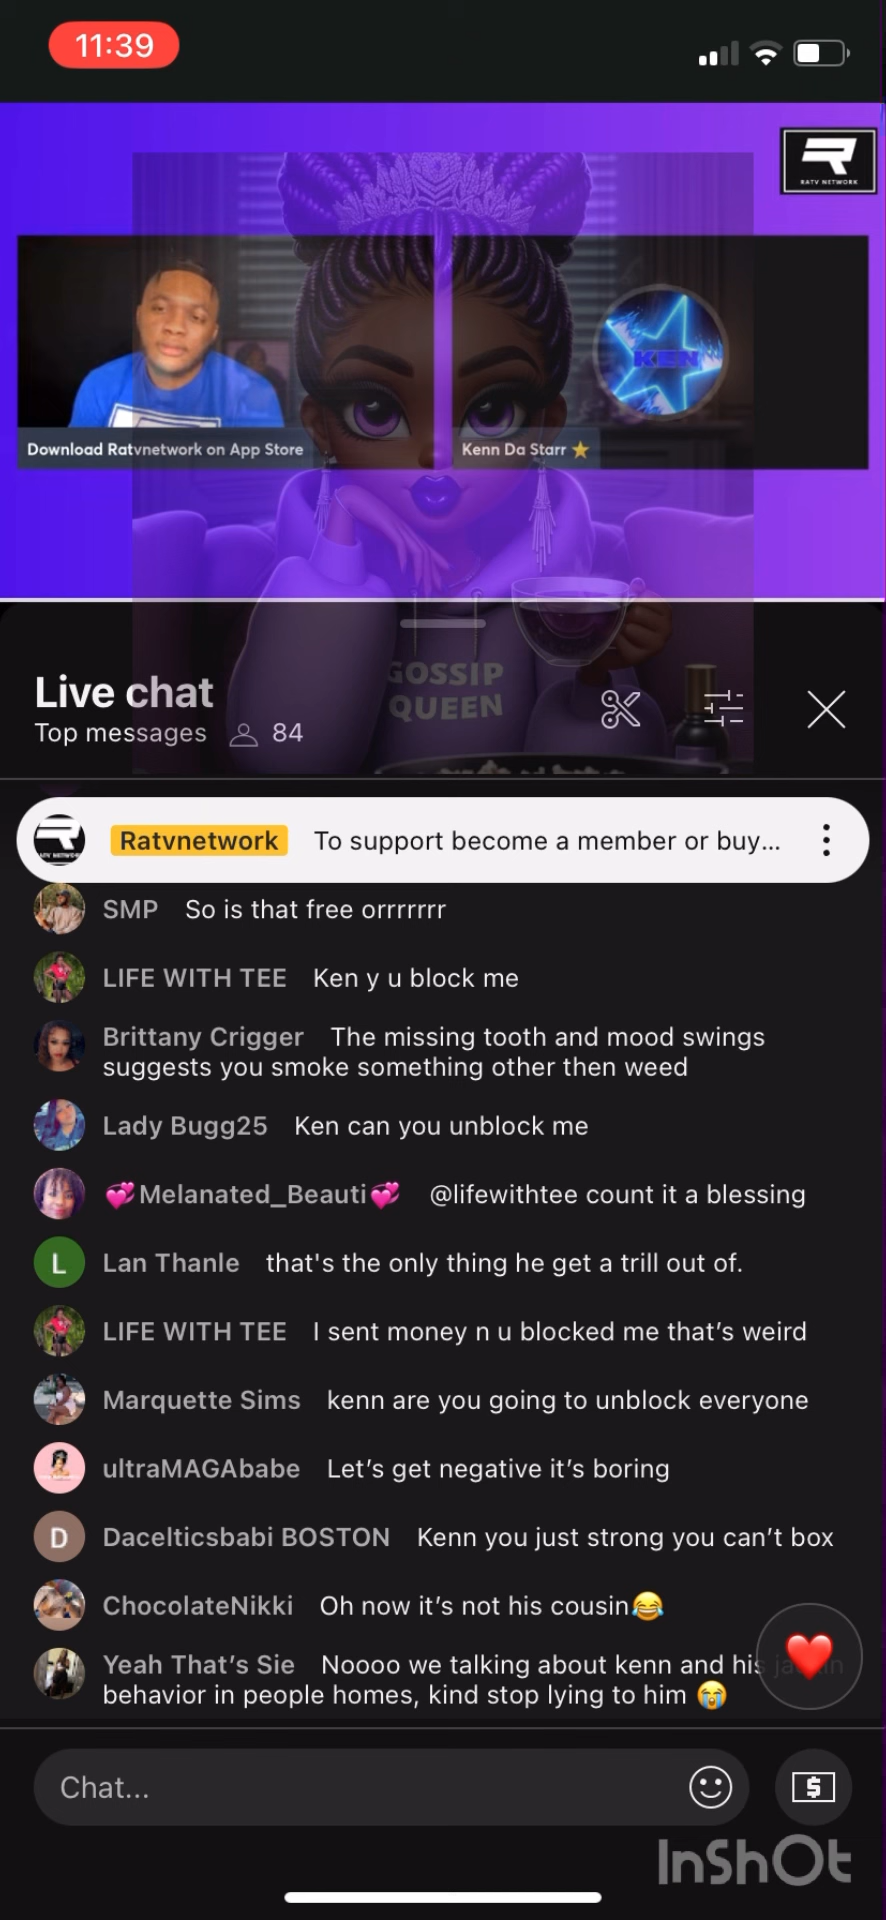 11:39
RATV NETWORK
KEN
Download Ratvnetwork on App Store
Kenn Da Starr ⭐
GOSSIP
QUEEN
Live chat
Top messages 84
Ratvnetwork To support become a member or buy...
SMP So is that free orrrrrrr
LIFE WITH TEE Ken y u block me
Brittany Crigger The missing tooth and mood swings
suggests you smoke something other then weed
Lady Bugg25 Ken can you unblock me
💞Melanated_Beauti💞 @lifewithtee count it a blessing
L Lan Thanle that's the only thing he get a trill out of.
LIFE WITH TEE I sent money n u blocked me that’s weird
Marquette Sims kenn are you going to unblock everyone
ultraMAGAbabe Let’s get negative it’s boring
D Dacelticsbabi BOSTON Kenn you just strong you can’t box
ChocolateNikki Oh now it’s not his cousin😂
Yeah That’s Sie Noooo we talking about kenn and his
behavior in people homes, kind stop lying to him 😭
Chat...
$
InShOt